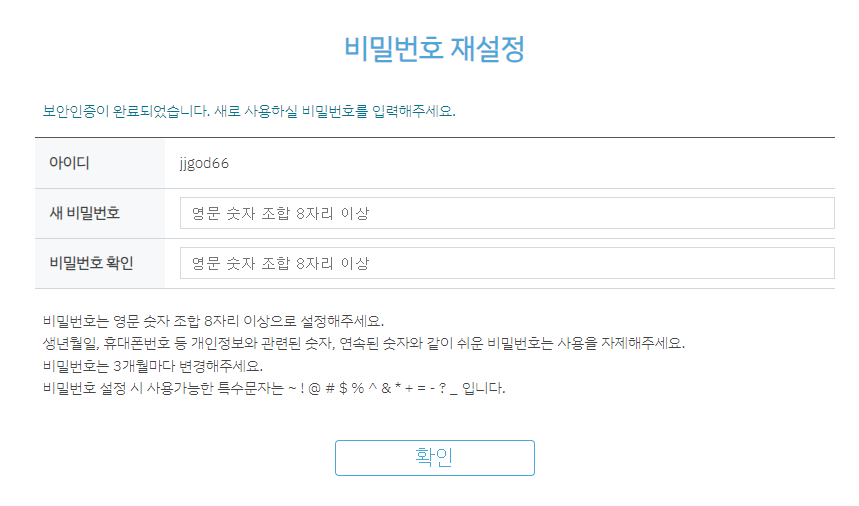 비밀번호 재설정
보안인증이 완료되었습니다. 새로 사용하실 비밀번호를 입력해주세요.
아이디 jjgod66
새 비밀번호 영문 숫자 조합 8자리 이상
비밀번호 확인 영문 숫자 조합 8자리 이상
비밀번호는 영문 숫자 조합 8자리 이상으로 설정해주세요.
생년월일, 휴대폰번호 등 개인정보와 관련된 숫자, 연속된 숫자와 같이 쉬운 비밀번호는 사용을 자제해주세요.
비밀번호는 3개월마다 변경해주세요.
비밀번호 설정 시 사용가능한 특수문자는 ~ ! @ # $ % ^ & * + = - ? _ 입니다.
확인